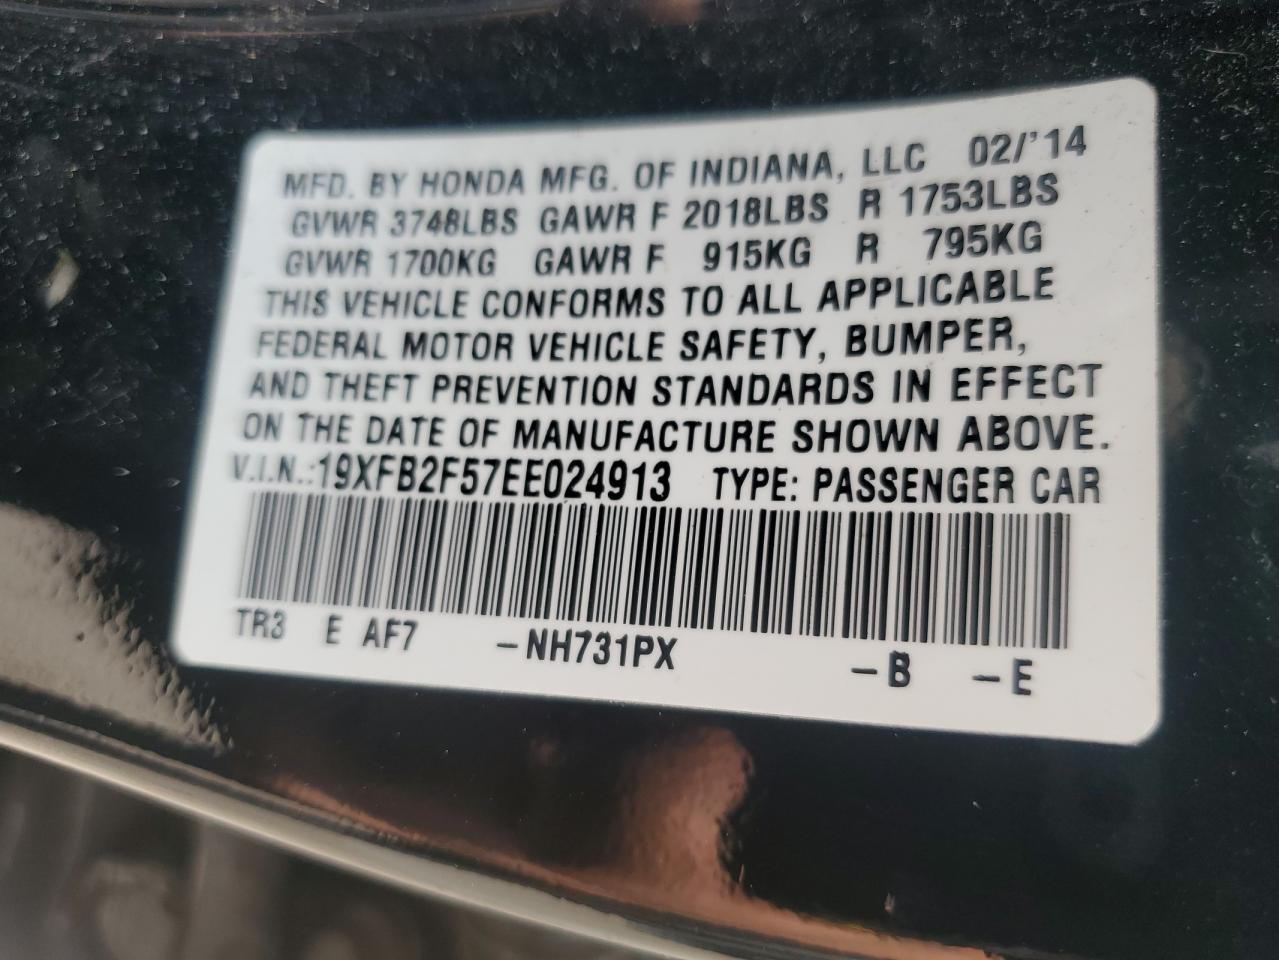 MFD. BY HONDA MFG. OF INDIANA, LLC 02/'14
GVWR 3748LBS GAWR F 2018LBS R 1753LBS
GVWR 1700KG GAWR F 915KG R 795KG
THIS VEHICLE CONFORMS TO ALL APPLICABLE
FEDERAL MOTOR VEHICLE SAFETY, BUMPER,
AND THEFT PREVENTION STANDARDS IN EFFECT
ON THE DATE OF MANUFACTURE SHOWN ABOVE.
V.I.N.:19XFB2F57EE024913 TYPE: PASSENGER CAR
TR3 E AF7 –NH731PX –B –E